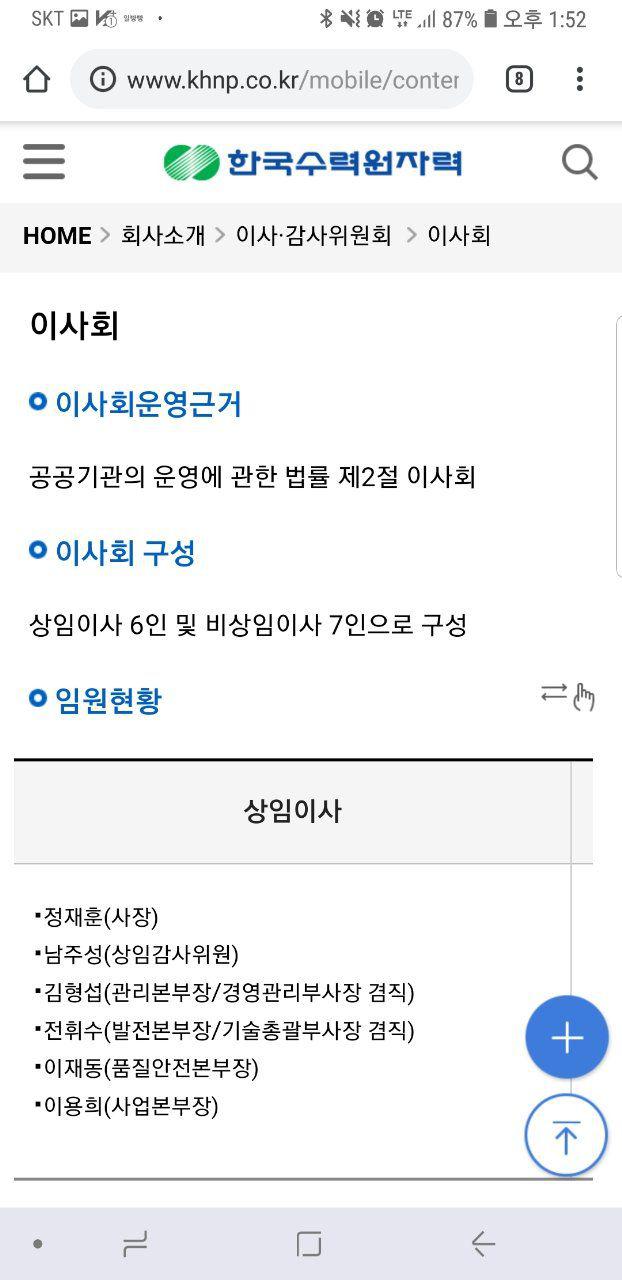 SKT 87% 오후 1:52
LTE
www.khnp.co.kr/mobile/conter
8
한국수력원자력
HOME > 회사소개 > 이사·감사위원회 > 이사회
이사회
이사회운영근거
공공기관의 운영에 관한 법률 제2절 이사회
이사회 구성
상임이사 6인 및 비상임이사 7인으로 구성
임원현황
상임이사
▪정재훈(사장)
▪남주성(상임감사위원)
▪김형섭(관리본부장/경영관리부사장 겸직)
▪전휘수(발전본부장/기술총괄부사장 겸직)
▪이재동(품질안전본부장)
▪이용희(사업본부장)